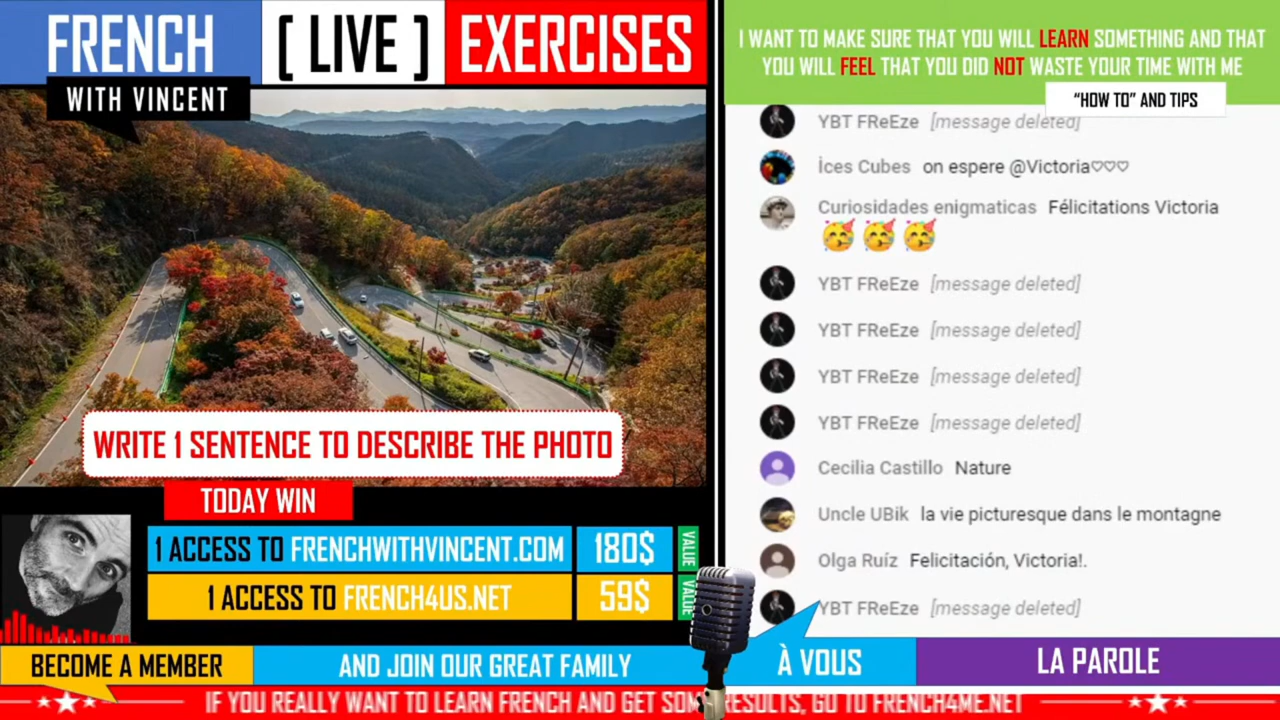 FRENCH
WITH VINCENT
[ LIVE ]
EXERCISES
WRITE 1 SENTENCE TO DESCRIBE THE PHOTO
TODAY WIN
1 ACCESS TO FRENCHWITHVINCENT.COM 180$ VALUE
1 ACCESS TO FRENCH4US.NET 59$ VALUE
BECOME A MEMBER
AND JOIN OUR GREAT FAMILY
I WANT TO MAKE SURE THAT YOU WILL LEARN SOMETHING AND THAT
YOU WILL FEEL THAT YOU DID NOT WASTE YOUR TIME WITH ME
“HOW TO” AND TIPS
YBT FReEze [message deleted]
İces Cubes on espere @Victoria♡♡♡
Curiosidades enigmaticas Félicitations Victoria
🥳🥳🥳
YBT FReEze [message deleted]
YBT FReEze [message deleted]
YBT FReEze [message deleted]
YBT FReEze [message deleted]
Cecilia Castillo Nature
Uncle UBik la vie picturesque dans le montagne
Olga Ruíz Felicitación, Victoria!.
YBT FReEze [message deleted]
À VOUS
LA PAROLE
IF YOU REALLY WANT TO LEARN FRENCH AND GET SOM RESULTS, GO TO FRENCH4ME.NET